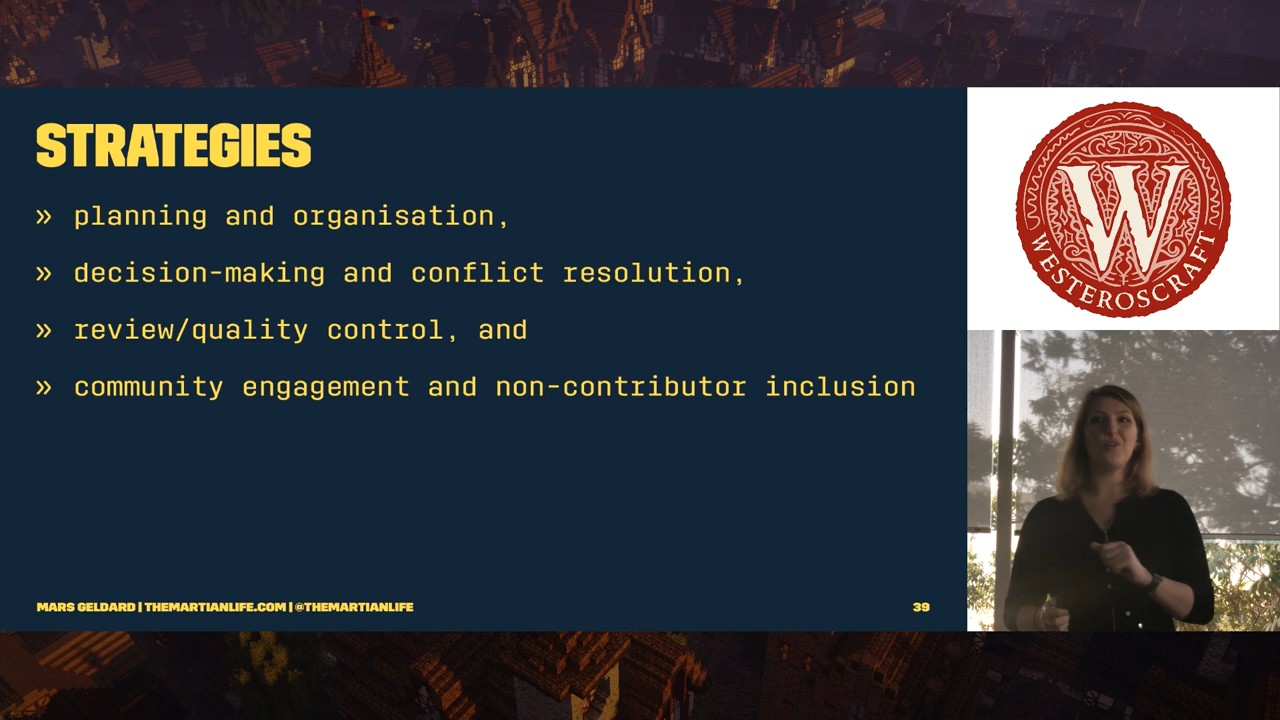 STRATEGIES
» planning and organisation,
» decision-making and conflict resolution,
» review/quality control, and
» community engagement and non-contributor inclusion
MARS GELDARD | THEMARTIANLIFE.COM | @THEMARTIANLIFE
39
W
WESTEROSCRAFT